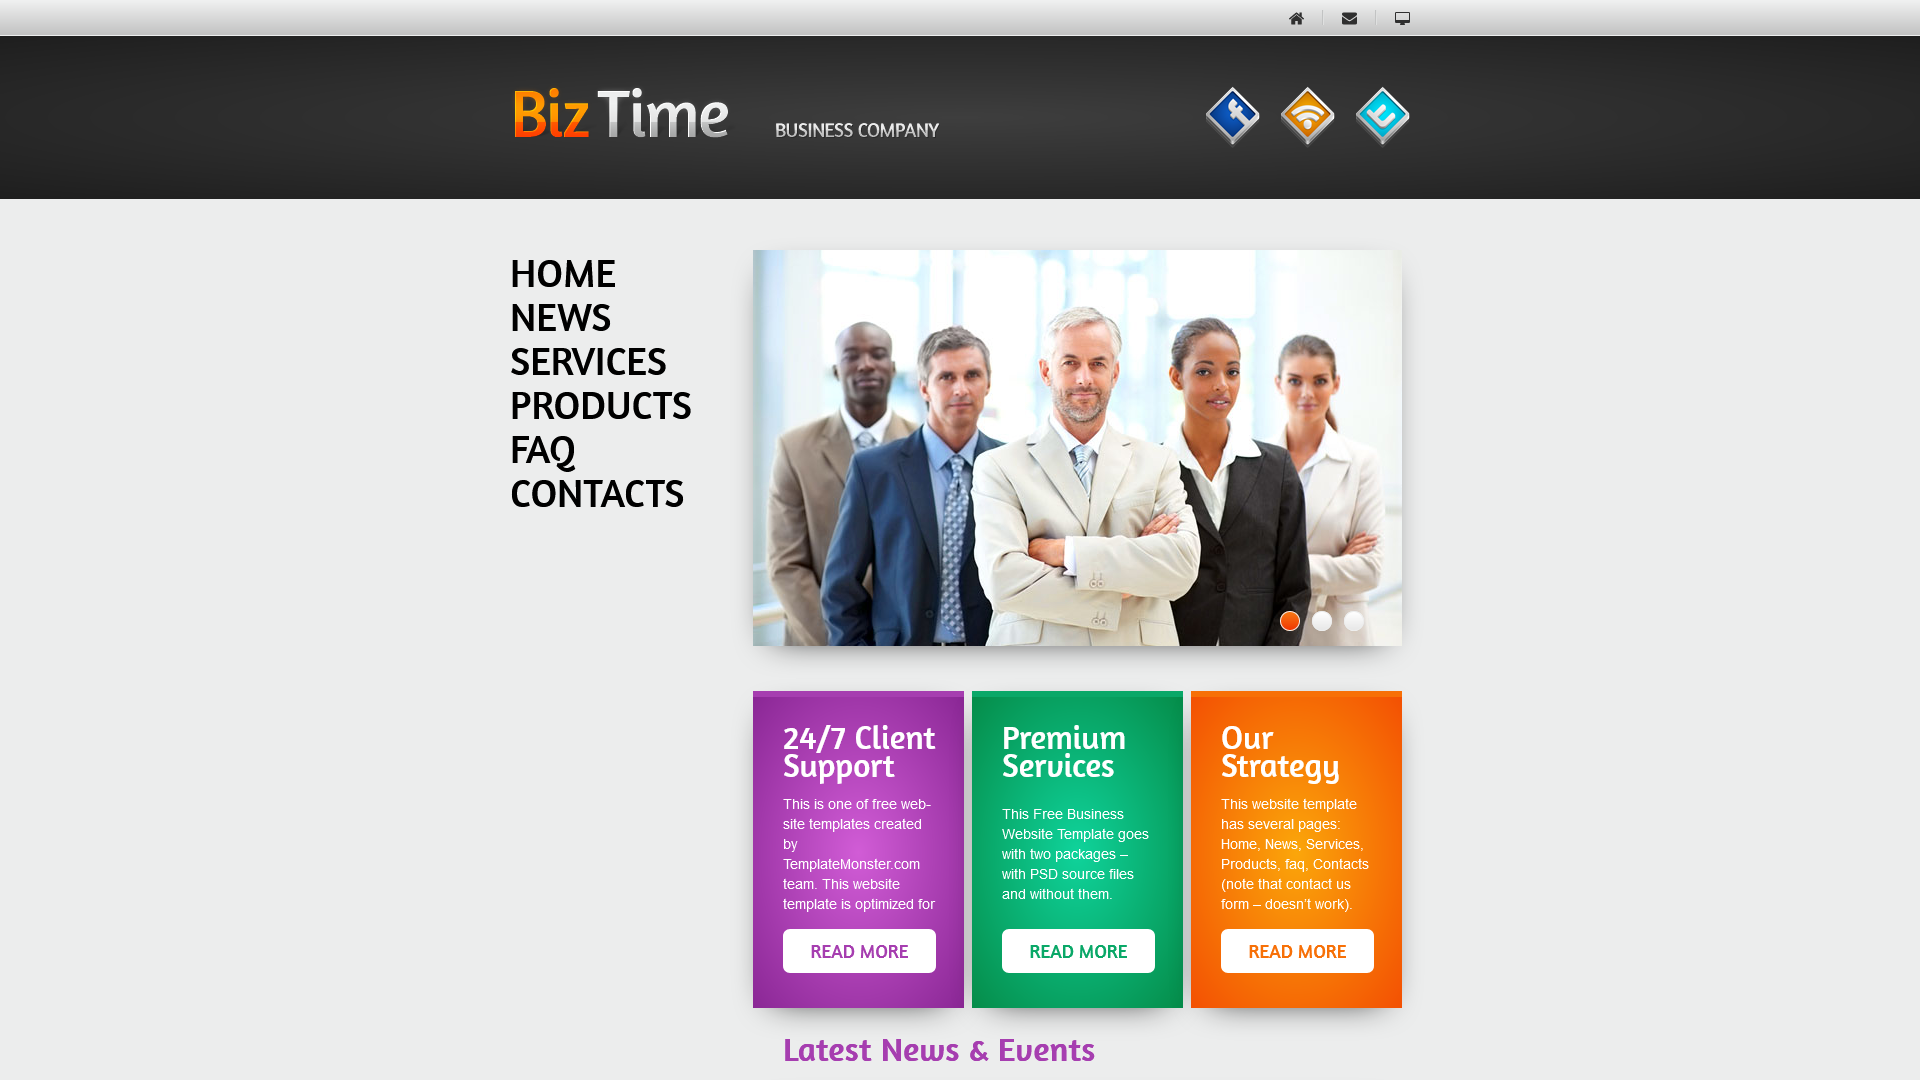 Biz Time
BUSINESS COMPANY
HOME
NEWS
SERVICES
PRODUCTS
FAQ
CONTACTS
24/7 Client
Support
This is one of free web-
site templates created
by
TemplateMonster.com
team. This website
template is optimized for
READ MORE
Premium
Services
This Free Business
Website Template goes
with two packages –
with PSD source files
and without them.
READ MORE
Our
Strategy
This website template
has several pages:
Home, News, Services,
Products, faq, Contacts
(note that contact us
form – doesn’t work).
READ MORE
Latest News & Events